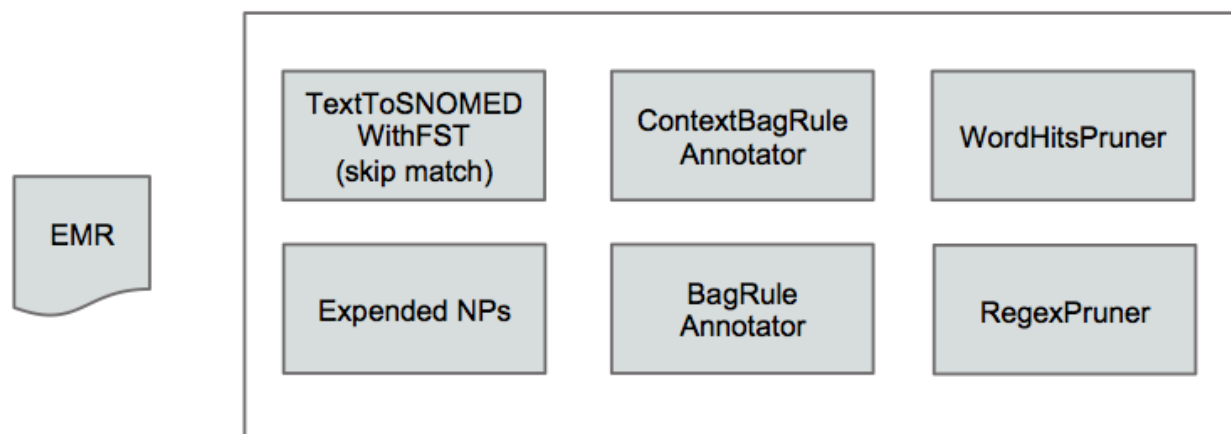 EMR
TextToSNOMED
WithFST
(skip match)
ContextBagRule
Annotator
WordHitsPruner
Expended NPs
BagRule
Annotator
RegexPruner